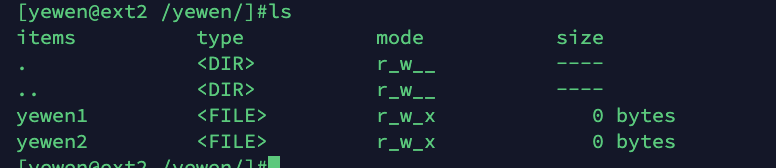 [yewen@ext2 /yewen/]#ls
items type mode size
. <DIR> r_w__ ----
.. <DIR> r_w__ ----
yewen1 <FILE> r_w_x 0 bytes
yewen2 <FILE> r_w_x 0 bytes
[yewen@ext2 /yewen/]#